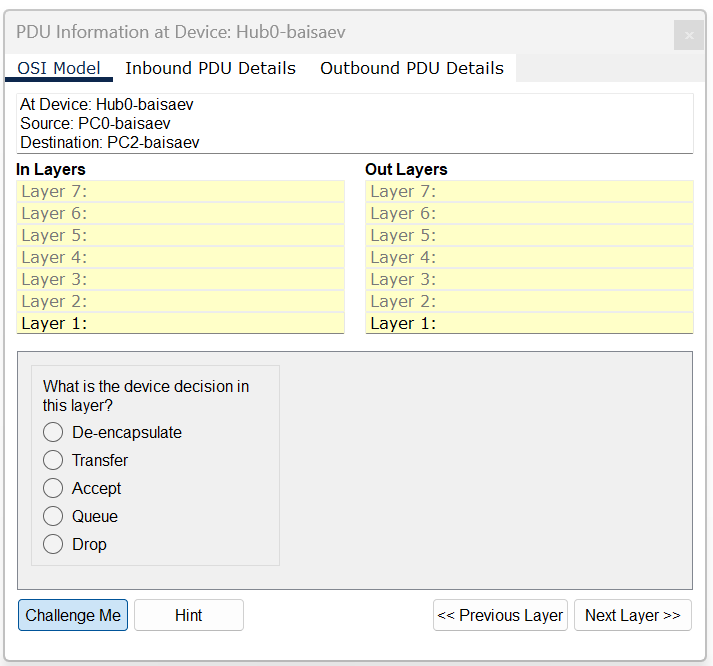 PDU Information at Device: Hub0-baisaev
×
OSI Model Inbound PDU Details Outbound PDU Details
At Device: Hub0-baisaev
Source: PC0-baisaev
Destination: PC2-baisaev
In Layers Out Layers
Layer 7: Layer 7:
Layer 6: Layer 6:
Layer 5: Layer 5:
Layer 4: Layer 4:
Layer 3: Layer 3:
Layer 2: Layer 2:
Layer 1: Layer 1:
What is the device decision in
this layer?
De-encapsulate
Transfer
Accept
Queue
Drop
Challenge Me Hint << Previous Layer Next Layer >>